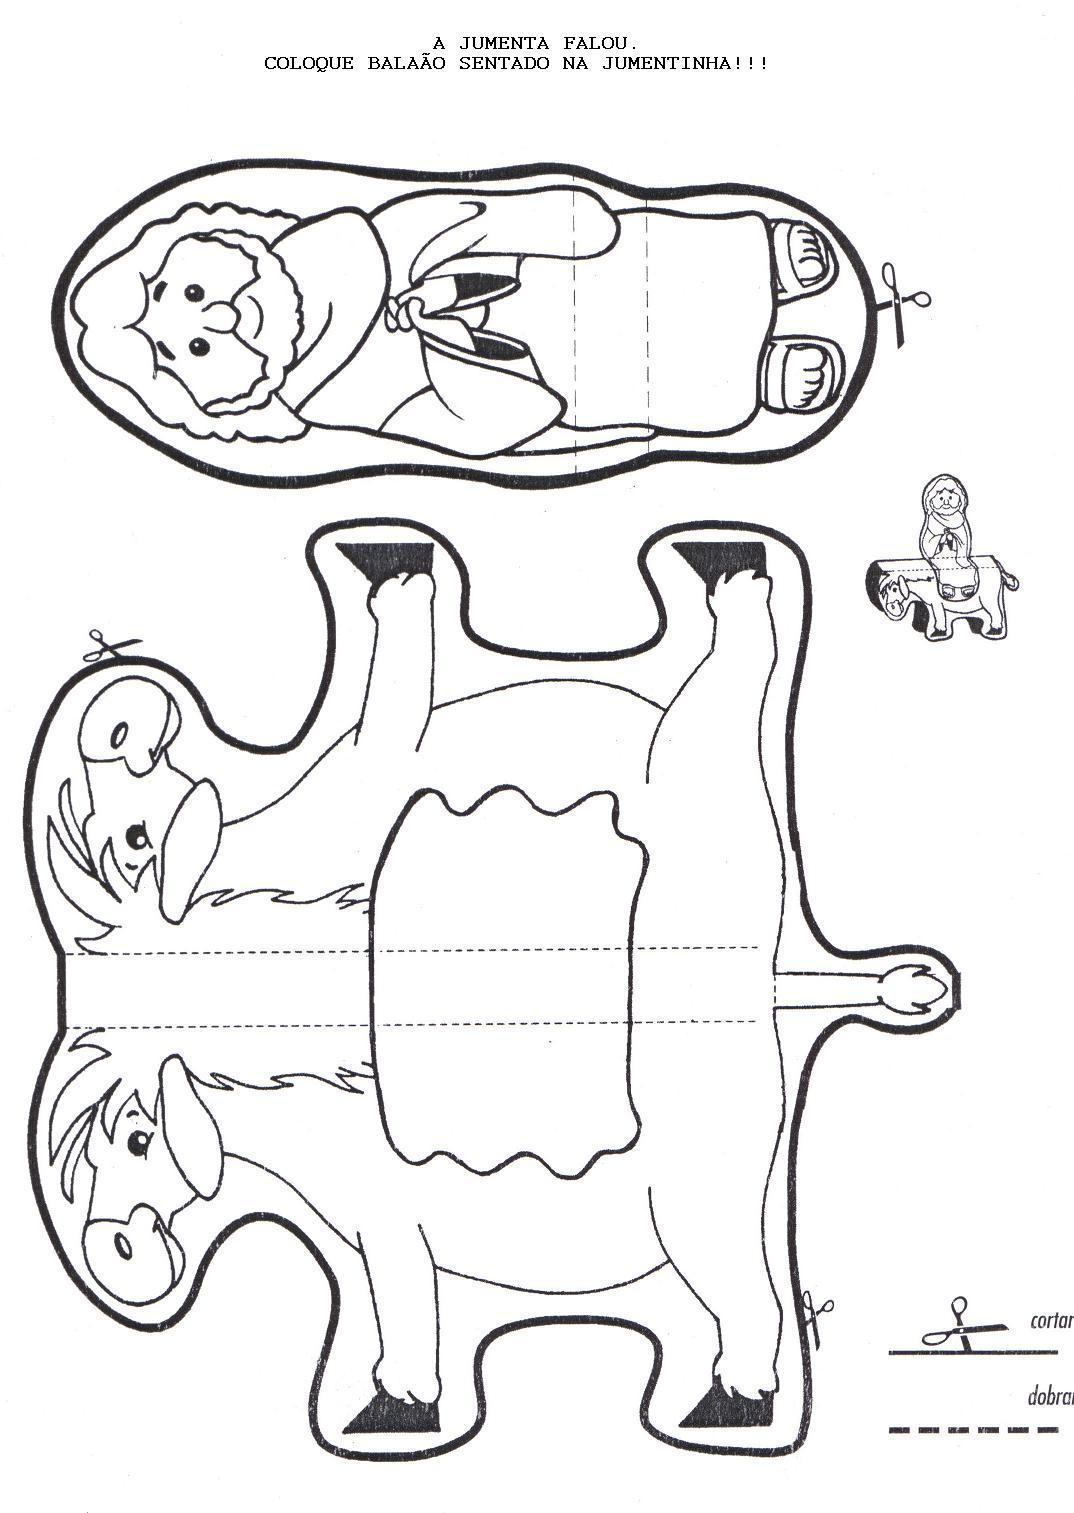 A JUMENTA FALOU.
COLOQUE BALAÃO SENTADO NA JUMENTINHA!!!
cortar
dobrar